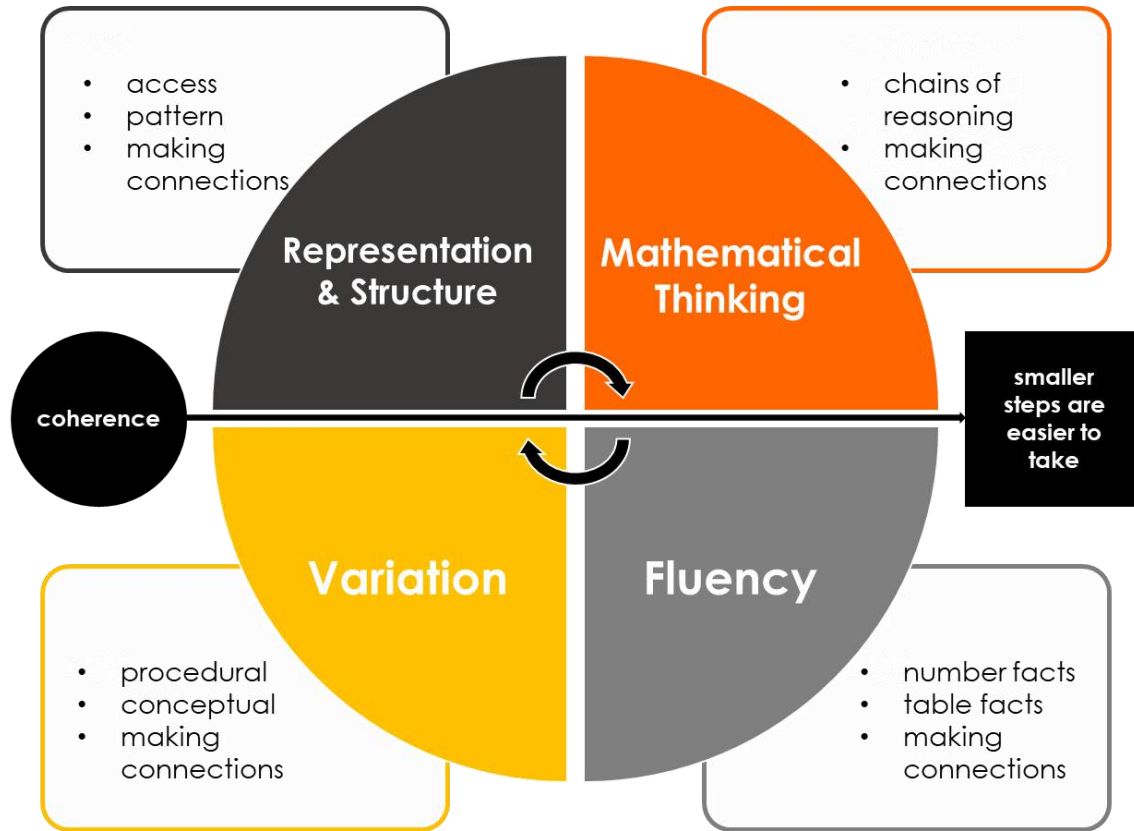 • access
• pattern
• making
connections
• chains of
reasoning
• making
connections
Representation
& Structure
Mathematical
Thinking
coherence
smaller
steps are
easier to
take
Variation
Fluency
• procedural
• conceptual
• making
connections
• number facts
• table facts
• making
connections